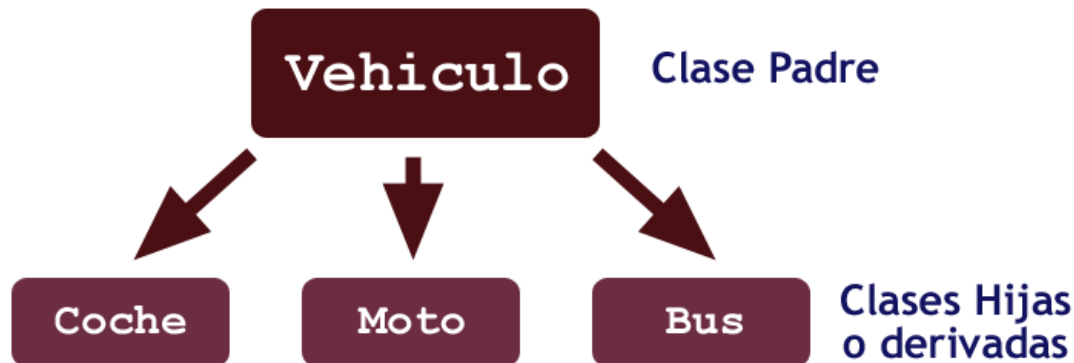 Vehiculo
Clase Padre
Coche
Moto
Bus
Clases Hijas
o derivadas